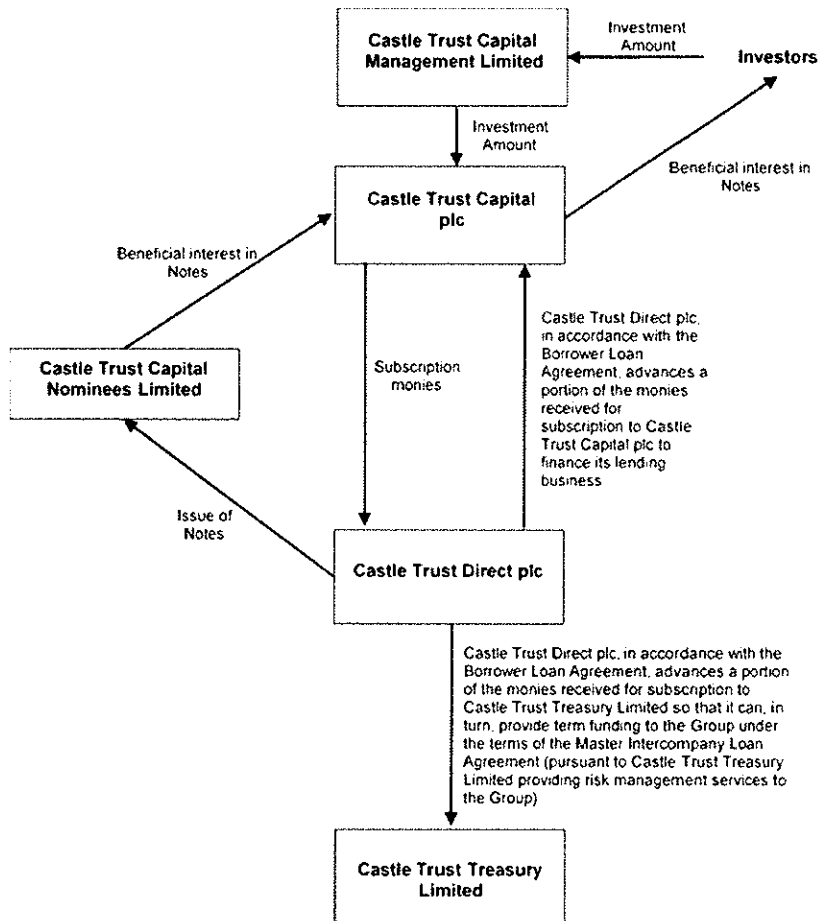 Castle Trust Capital
Management Limited
Investment
Amount
Investors
Investment
Amount
Castle Trust Capital
plc
Beneficial interest in
Notes
Beneficial interest in
Notes
Castle Trust Capital
Nominees Limited
Subscription
monies
Castle Trust Direct plc,
in accordance with the
Borrower Loan
Agreement, advances a
portion of the monies
received for
subscription to Castle
Trust Capital plc to
finance its lending
business
Issue of
Notes
Castle Trust Direct plc
Castle Trust Direct plc, in accordance with the
Borrower Loan Agreement, advances a portion
of the monies received for subscription to
Castle Trust Treasury Limited so that it can, in
turn, provide term funding to the Group under
the terms of the Master Intercompany Loan
Agreement (pursuant to Castle Trust Treasury
Limited providing risk management services to
the Group)
Castle Trust Treasury
Limited